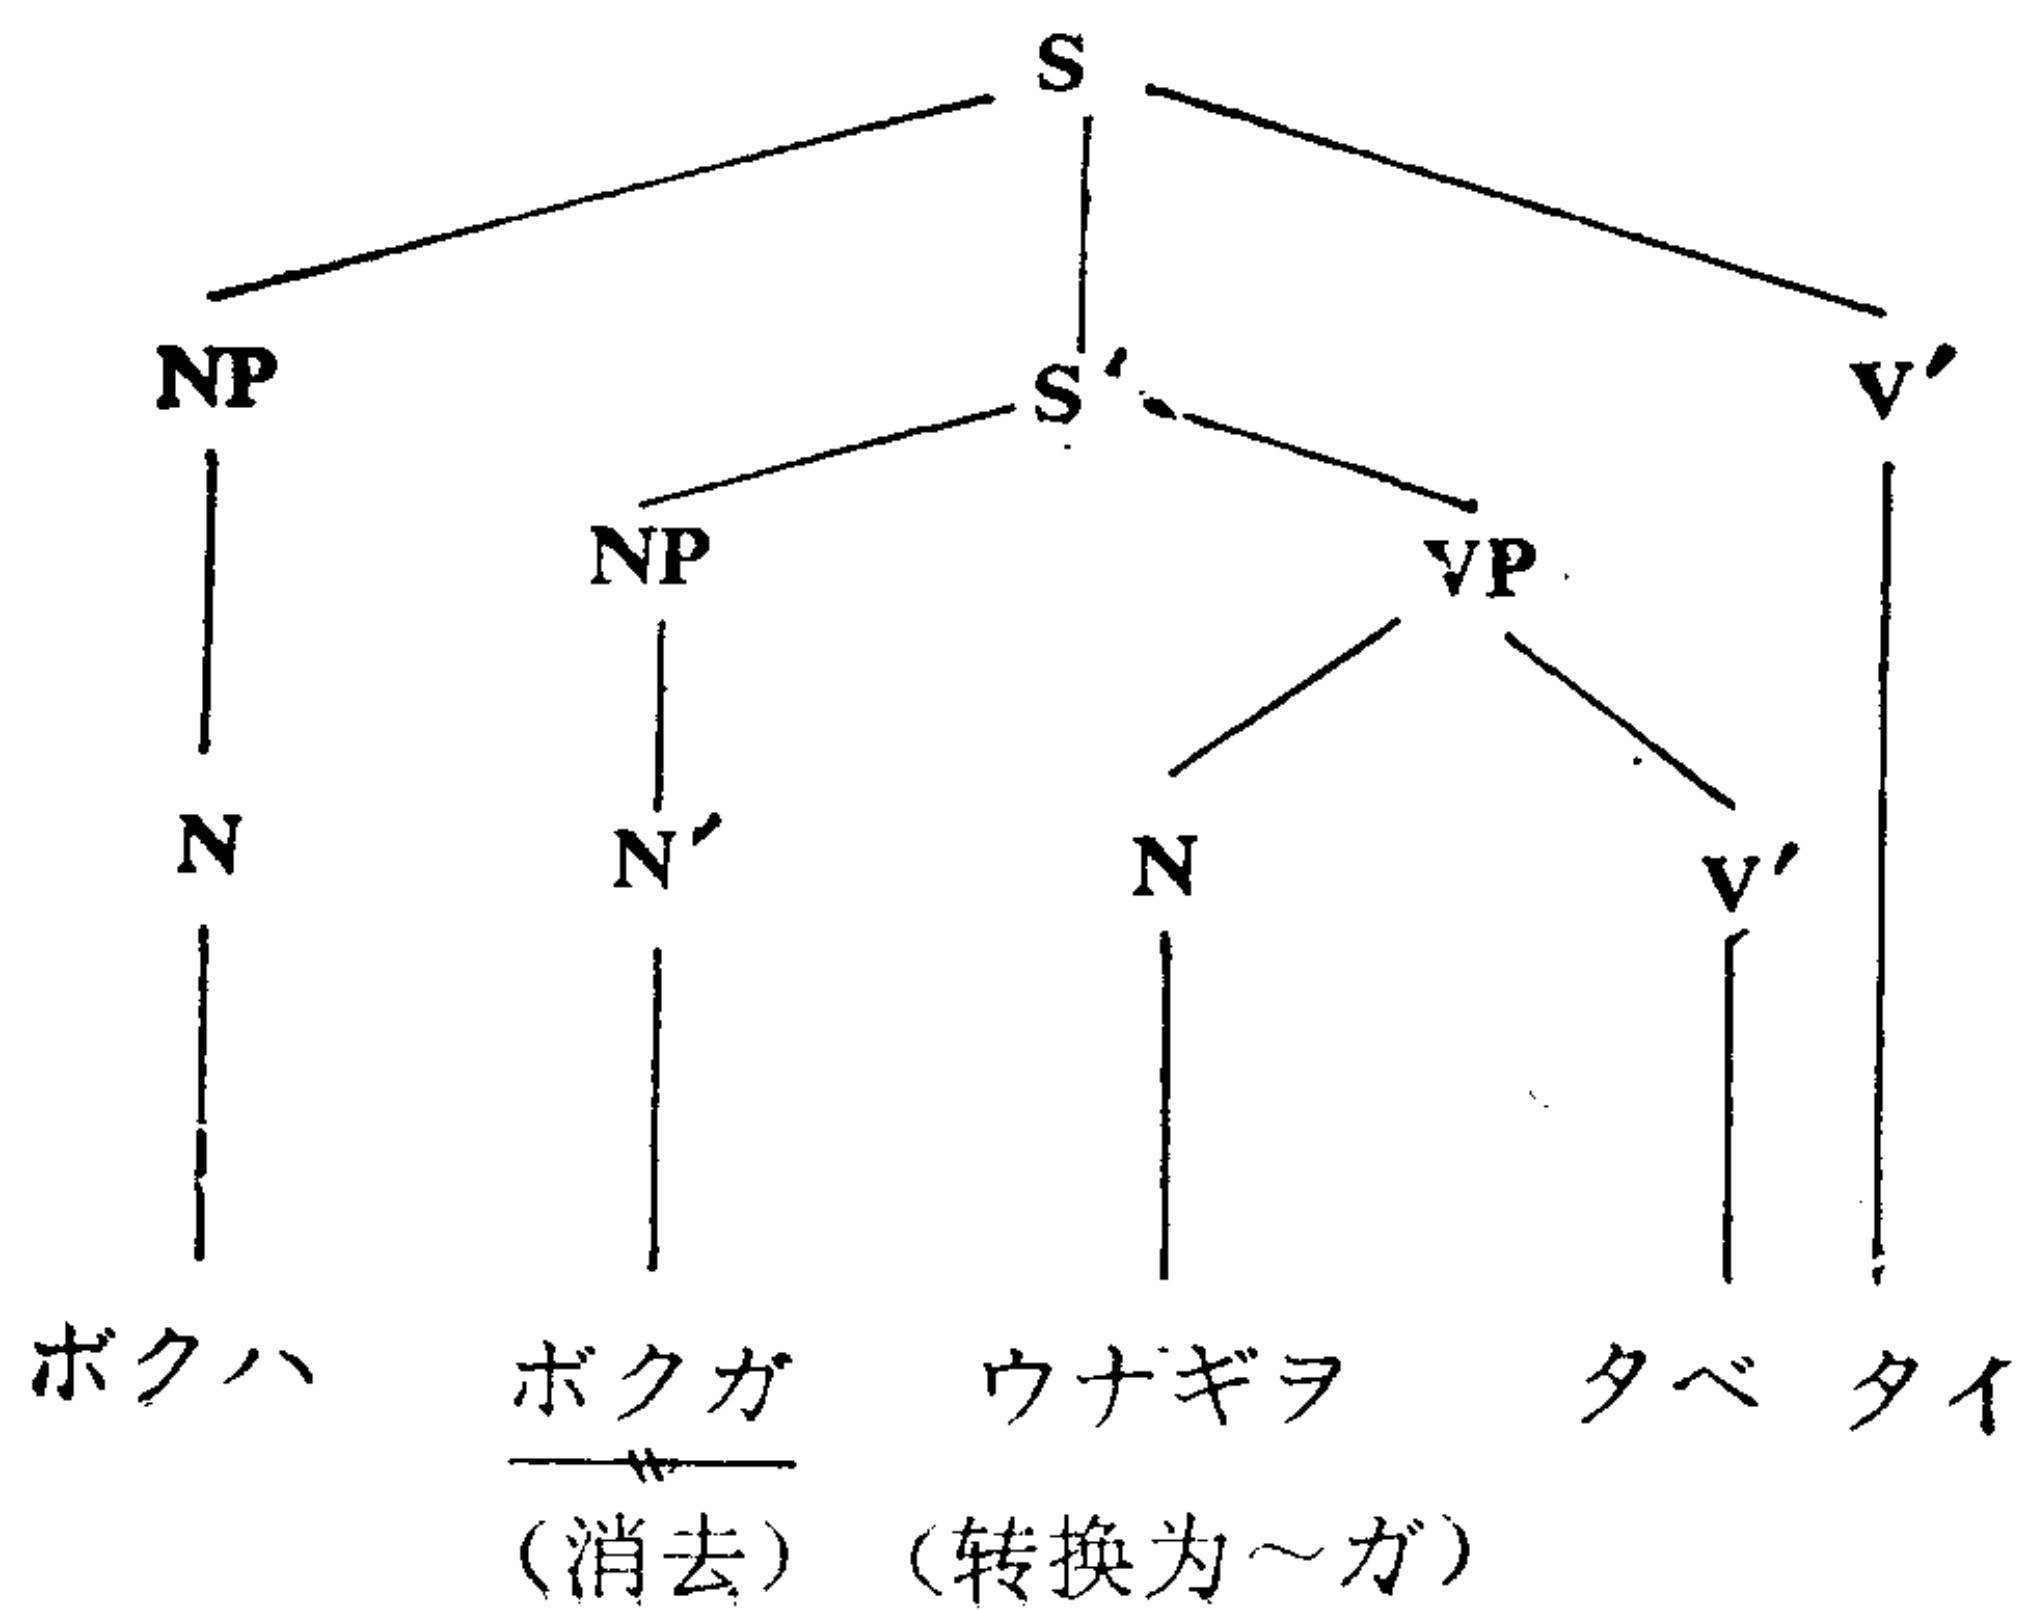 S
NP S′ V′
NP VP
N N′ N V′
ボクハ ボクガ ウナギヲ タベ タイ
（消去） （转换为～ガ）